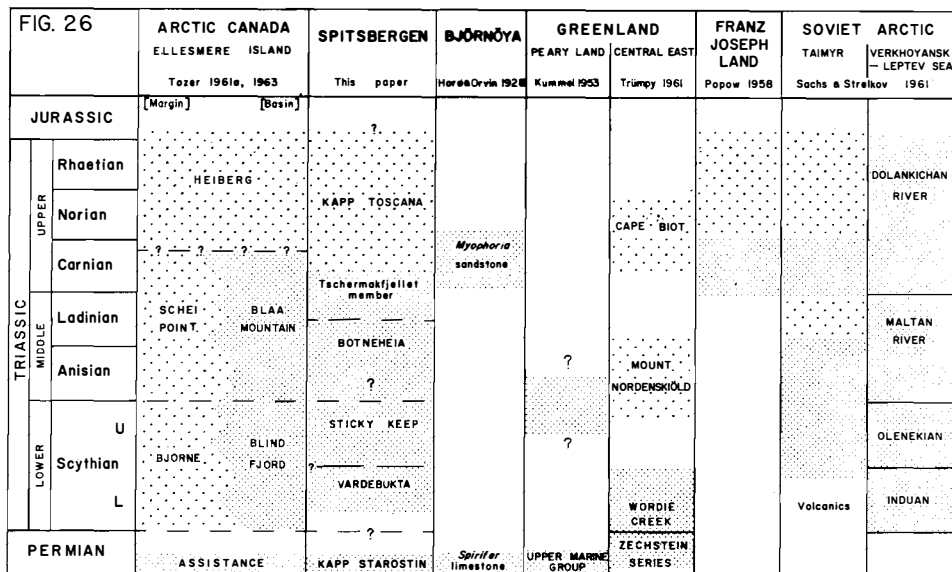 FIG. 26
ARCTIC CANADA
ELLESMERE ISLAND
Tozer 1961a, 1963
[Margin] [Basin]
SPITSBERGEN
This paper
BJÖRNÖYA
Horn & Orvin 1928
GREENLAND
PEARY LAND
Kummel 1953
CENTRAL EAST
Trümpy 1961
FRANZ
JOSEPH
LAND
Popow 1958
SOVIET ARCTIC
TAIMYR
VERKHOYANSK
– LEPTEV SEA
Sachs & Strelkov 1961
JURASSIC
?
TRIASSIC
UPPER
Rhaetian
Norian
Carnian
HEIBERG
? ? ? ?
KAPP TOSCANA
Tschermakfjellet
member
Myophoria
sandstone
CAPE BIOT
DOLANKICHAN
RIVER
MIDDLE
Ladinian
Anisian
SCHEI
POINT
BLAA
MOUNTAIN
BOTNEHEIA
?
?
MOUNT
NORDENSKIÖLD
MALTAN
RIVER
LOWER
U
Scythian
L
BJORNE
BLIND
FJORD
STICKY KEEP
?
VARDEBUKTA
?
?
WORDIE
CREEK
Volcanics
OLENEKIAN
INDUAN
PERMIAN
ASSISTANCE
KAPP STAROSTIN
Spirifer
limestone
UPPER MARINE
GROUP
ZECHSTEIN
SERIES